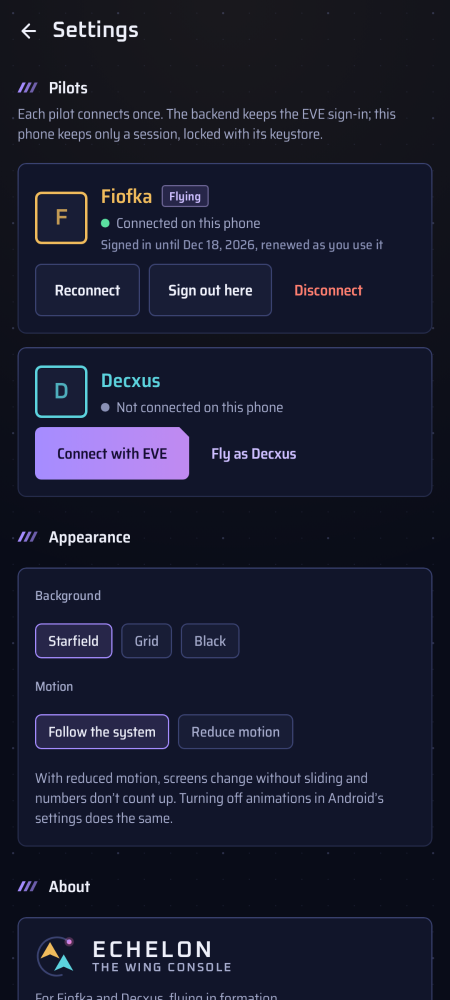 Settings
Pilots
Each pilot connects once. The backend keeps the EVE sign-in; this
phone keeps only a session, locked with its keystore.
F
Fiofka Flying
Connected on this phone
Signed in until Dec 18, 2026, renewed as you use it
Reconnect Sign out here Disconnect
D
Decxus
Not connected on this phone
Connect with EVE Fly as Decxus
Appearance
Background
Starfield Grid Black
Motion
Follow the system Reduce motion
With reduced motion, screens change without sliding and
numbers don't count up. Turning off animations in Android's
settings does the same.
About
ECHELON
THE WING CONSOLE
For Fiofka and Decxus, flying in formation